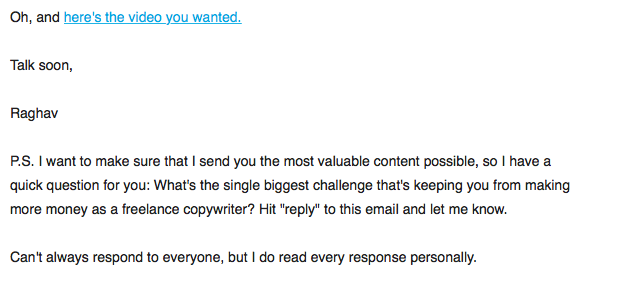 Oh, and here's the video you wanted.
Talk soon,
Raghav
P.S. I want to make sure that I send you the most valuable content possible, so I have a
quick question for you: What's the single biggest challenge that's keeping you from making
more money as a freelance copywriter? Hit "reply" to this email and let me know.
Can't always respond to everyone, but I do read every response personally.